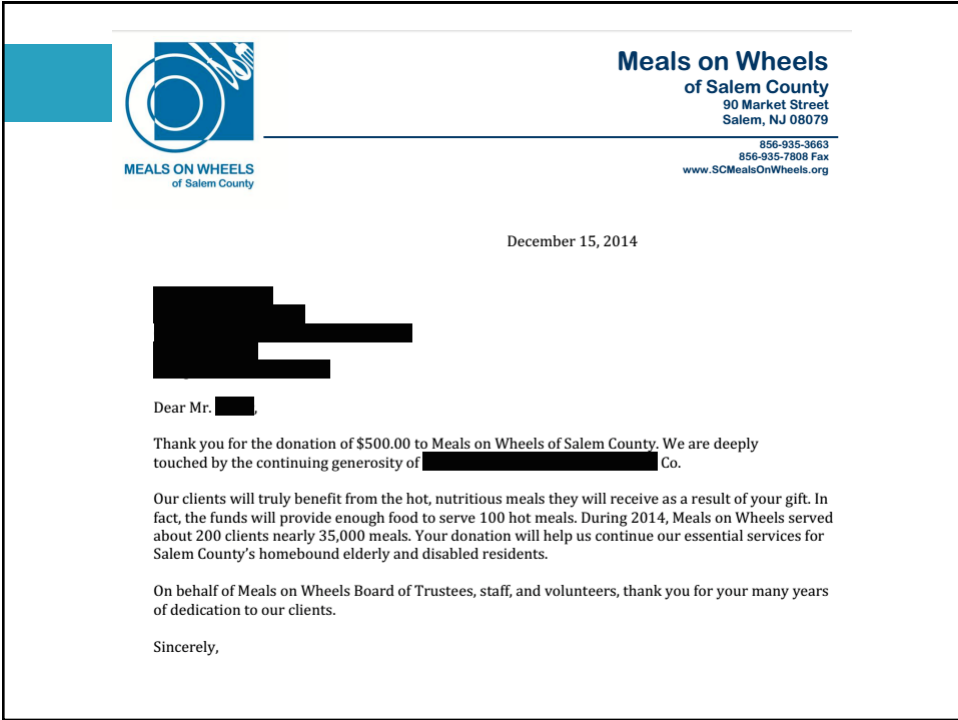 MEALS ON WHEELS
of Salem County
Meals on Wheels
of Salem County
90 Market Street
Salem, NJ 08079
856-935-3663
856-935-7808 Fax
www.SCMealsOnWheels.org
December 15, 2014
Dear Mr. ,
Thank you for the donation of $500.00 to Meals on Wheels of Salem County. We are deeply
touched by the continuing generosity of Co.
Our clients will truly benefit from the hot, nutritious meals they will receive as a result of your gift. In
fact, the funds will provide enough food to serve 100 hot meals. During 2014, Meals on Wheels served
about 200 clients nearly 35,000 meals. Your donation will help us continue our essential services for
Salem County's homebound elderly and disabled residents.
On behalf of Meals on Wheels Board of Trustees, staff, and volunteers, thank you for your many years
of dedication to our clients.
Sincerely,